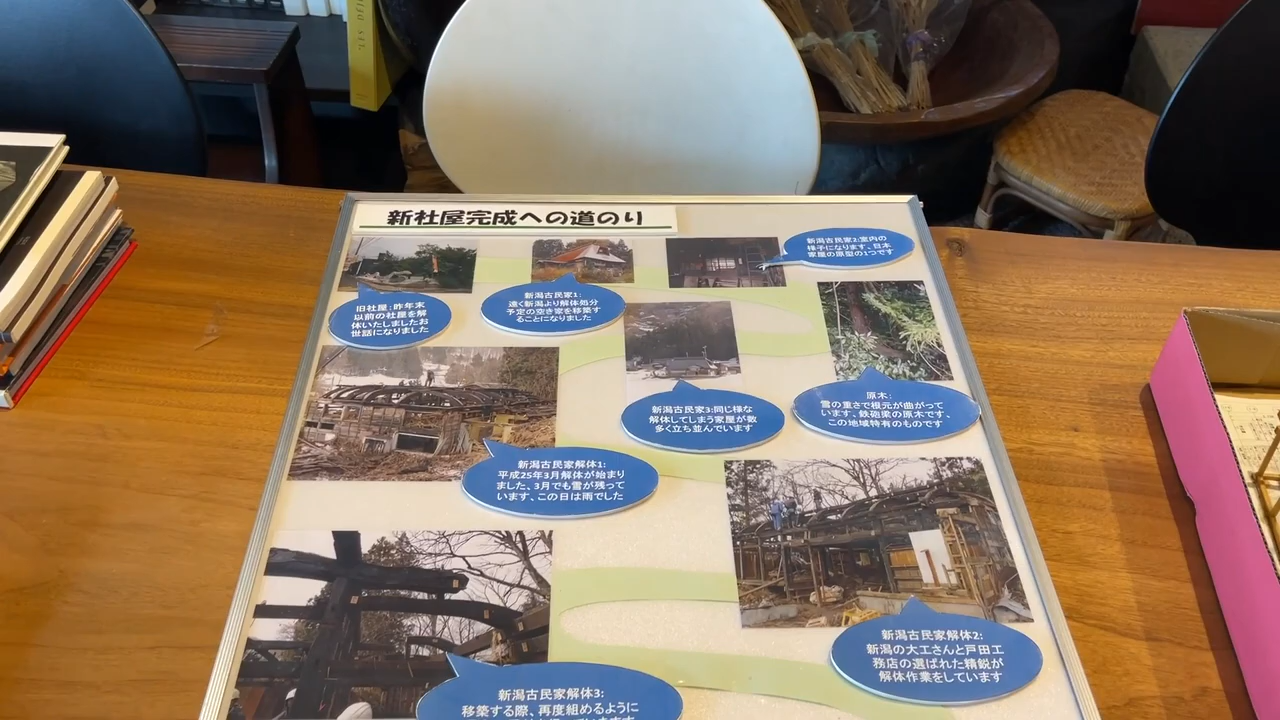 新社屋完成への道のり
旧社屋：昨年末
以前の社屋を解
体いたしましたお
世話になりました
新潟古民家1：
遠く新潟より解体処分
予定の空き家を移築す
ることになりました
新潟古民家2:室内の
様子になります、日本
家屋の原型の1つです
新潟古民家3:同じ様な
解体してしまう家屋が数
多く立ち並んでいます
原木：
雪の重さで根元が曲がって
います、鉄砲梁の原木です、
この地域特有のものです
新潟古民家解体1：
平成25年3月解体が始まり
ました、3月でも雪が残って
います、この日は雨でした
新潟古民家解体2：
新潟の大工さんと戸田工
務店の選ばれた精鋭が
解体作業をしています
新潟古民家解体3：
移築する際、再度組めるように